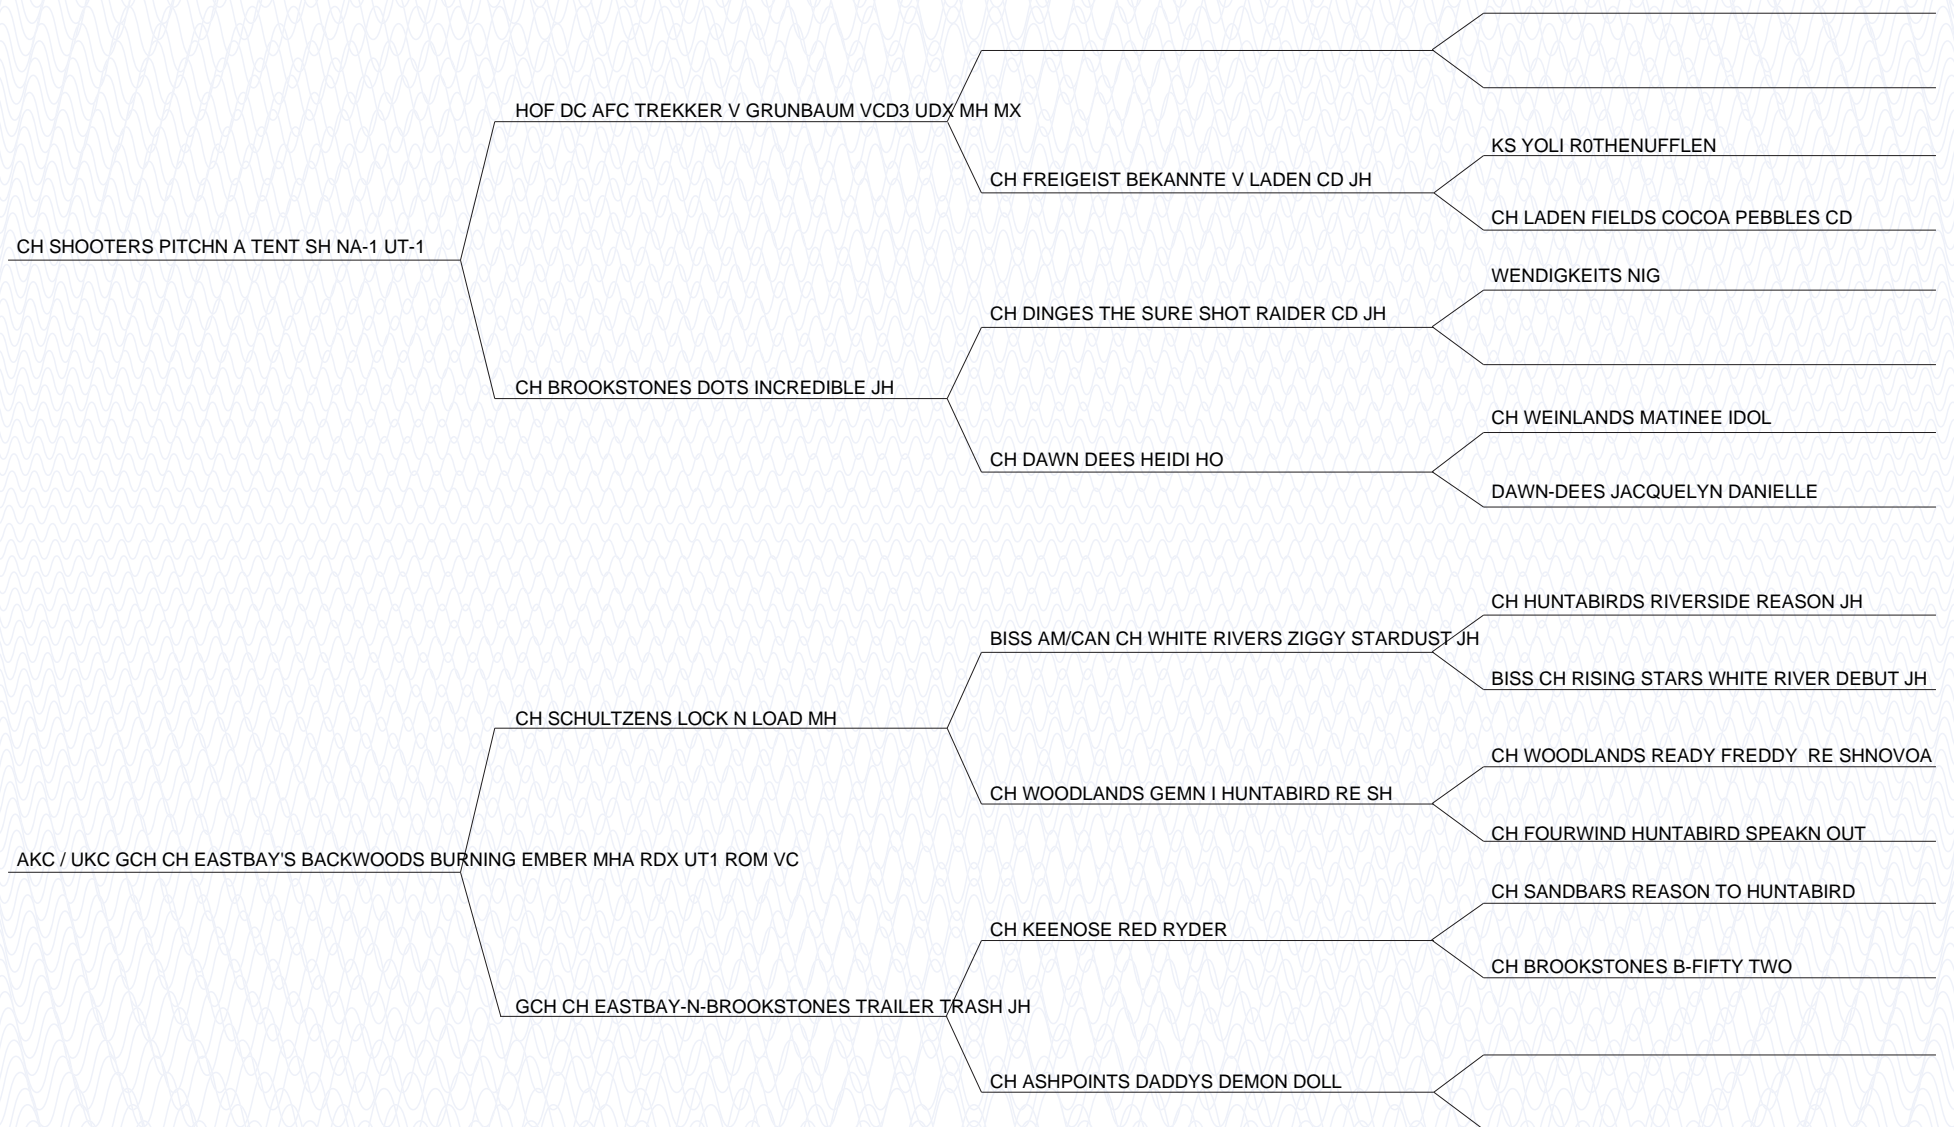 HOF DC AFC TREKKER V GRUNBAUM VCD3 UDX MH MX
KS YOLI R0THENUFFLEN
CH FREIGEIST BEKANNTE V LADEN CD JH
CH LADEN FIELDS COCOA PEBBLES CD
CH SHOOTERS PITCHN A TENT SH NA-1 UT-1
WENDIGKEITS NIG
CH DINGES THE SURE SHOT RAIDER CD JH
CH BROOKSTONES DOTS INCREDIBLE JH
CH WEINLANDS MATINEE IDOL
CH DAWN DEES HEIDI HO
DAWN-DEES JACQUELYN DANIELLE
CH HUNTABIRDS RIVERSIDE REASON JH
BISS AM/CAN CH WHITE RIVERS ZIGGY STARDUST JH
BISS CH RISING STARS WHITE RIVER DEBUT JH
CH SCHULTZENS LOCK N LOAD MH
CH WOODLANDS READY FREDDY  RE SHNOVOA
CH WOODLANDS GEMN I HUNTABIRD RE SH
CH FOURWIND HUNTABIRD SPEAKN OUT
AKC / UKC GCH CH EASTBAY'S BACKWOODS BURNING EMBER MHA RDX UT1 ROM VC
CH SANDBARS REASON TO HUNTABIRD
CH KEENOSE RED RYDER
CH BROOKSTONES B-FIFTY TWO
GCH CH EASTBAY-N-BROOKSTONES TRAILER TRASH JH
CH ASHPOINTS DADDYS DEMON DOLL